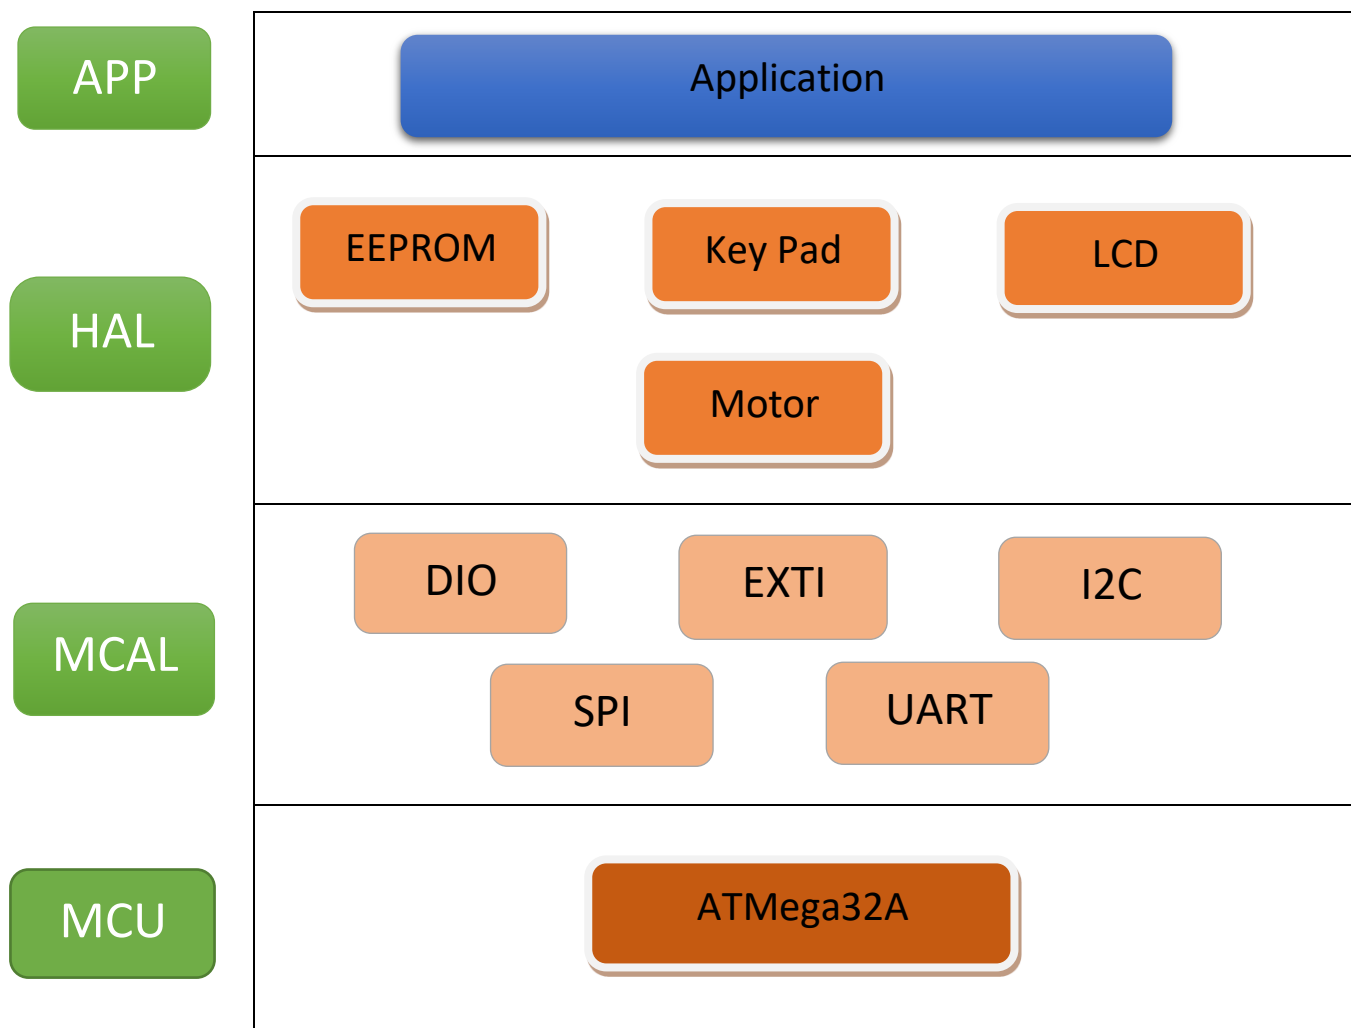 APP
Application
HAL
EEPROM
Key Pad
LCD
Motor
MCAL
DIO
EXTI
I2C
SPI
UART
MCU
ATMega32A